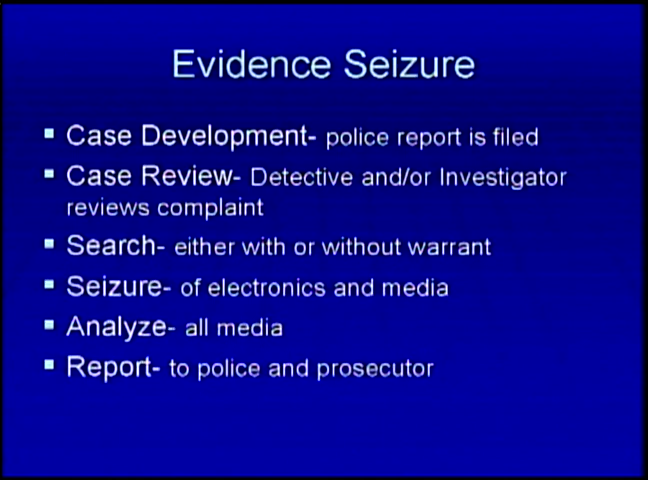 Evidence Seizure
▪ Case Development- police report is filed
▪ Case Review- Detective and/or Investigator
reviews complaint
▪ Search- either with or without warrant
▪ Seizure- of electronics and media
▪ Analyze- all media
▪ Report- to police and prosecutor